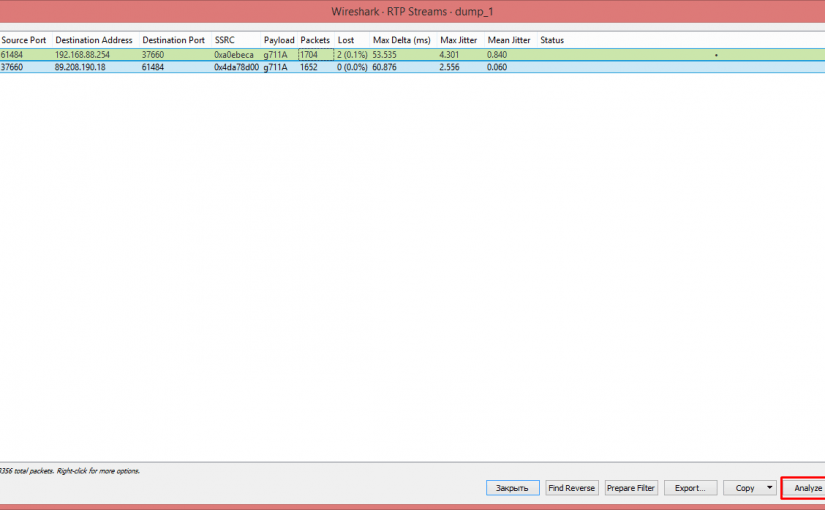 Wireshark · RTP Streams · dump_1
Source Port Destination Address Destination Port SSRC Payload Packets Lost Max Delta (ms) Max Jitter Mean Jitter Status
61484 192.168.88.254 37660 0xa0ebeca g711A 1704 2 (0.1%) 53.535 4.301 0.840
37660 89.208.190.18 61484 0x4da78d00 g711A 1652 0 (0.0%) 60.876 2.556 0.060
3356 total packets. Right-click for more options.
Закрыть Find Reverse Prepare Filter Export... Copy Analyze